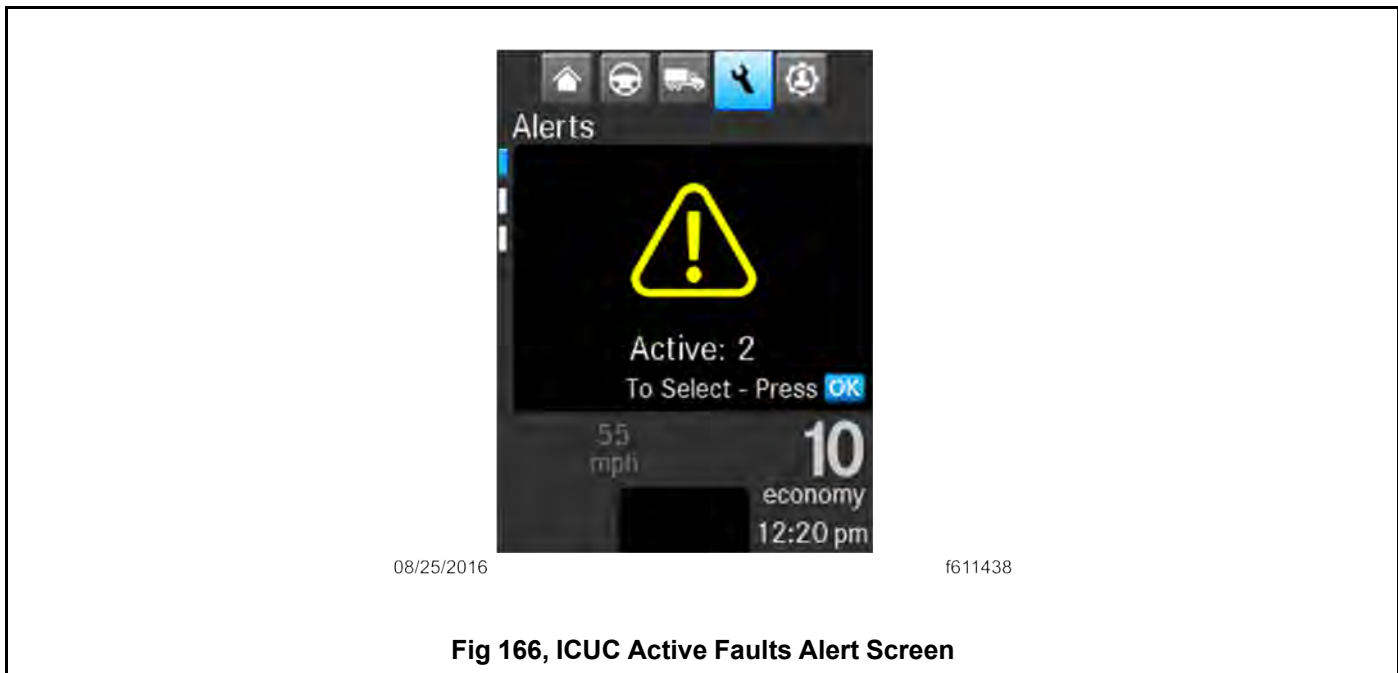 Alerts
Active: 2
To Select - Press OK
55
mph
10
economy
12:20 pm
08/25/2016
f611438
Fig 166, ICUC Active Faults Alert Screen